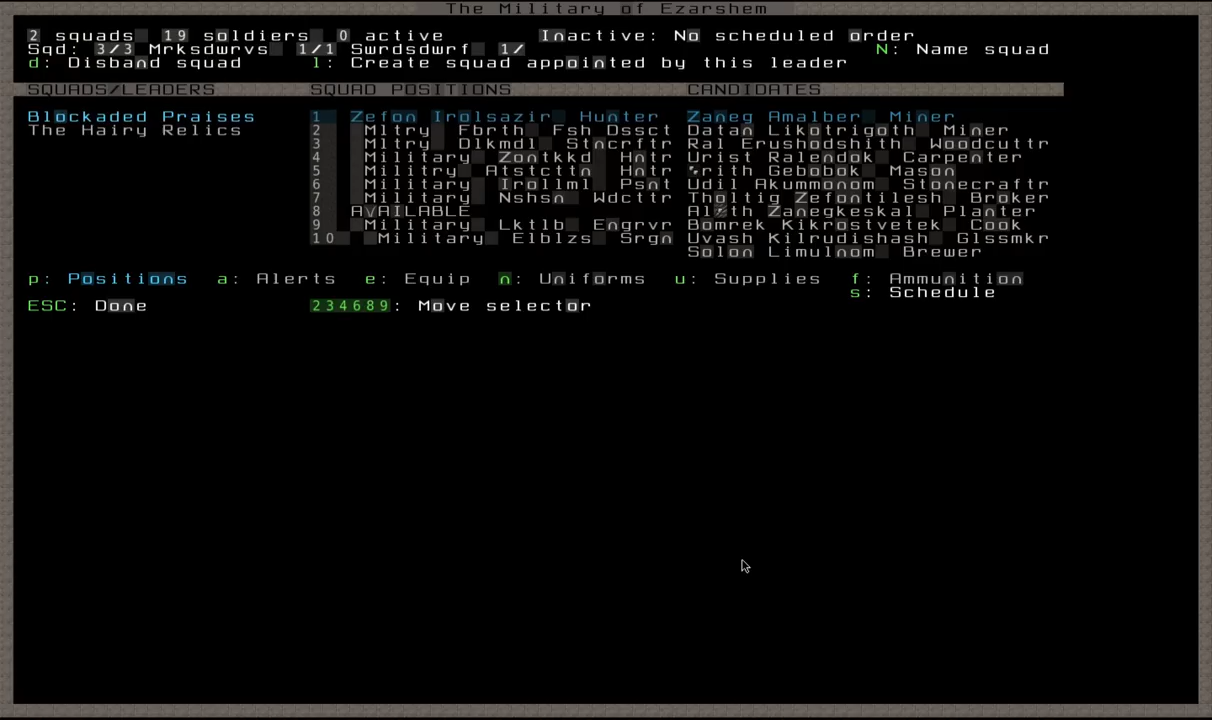 The Military of Ezarshem
2 squads 19 soldiers 0 active Inactive: No scheduled order
Sqd: 3/3 Mrksdwrvs 1/1 Swrdsdwrf 1/ N: Name squad
d: Disband squad l: Create squad appointed by this leader
SQUADS/LEADERS SQUAD POSITIONS CANDIDATES
Blockaded Praises 1 Zefon Irolsazir Hunter Zaneg Amalber Miner
The Hairy Relics 2 Mltry Fbrth Fsh Dssct Datan Likotrigoth Miner
3 Mltry Dlkmdl Stncrftr Ral Erushodshith Woodcuttr
4 Military Zontkkd Hntr Urist Ralendok Carpenter
5 Militry Atstcttn Hntr Gebobok Mason
6 Military Irollml Psnt Udil Akummonom Stonecraftr
7 Military Nshsn Wdcttr Tholtig Zefontilesh Broker
8 AVAILABLE Zanegkeskal Planter
9 Military Lktlb Engrvr Bomrek Kikrostvetek Cook
10 Military Elblzs Srgn Uvash Kilrudishash Glssmkr
Solon Limulnom Brewer
p: Positions a: Alerts e: Equip n: Uniforms u: Supplies f: Ammunition
s: Schedule
ESC: Done 234689: Move selector